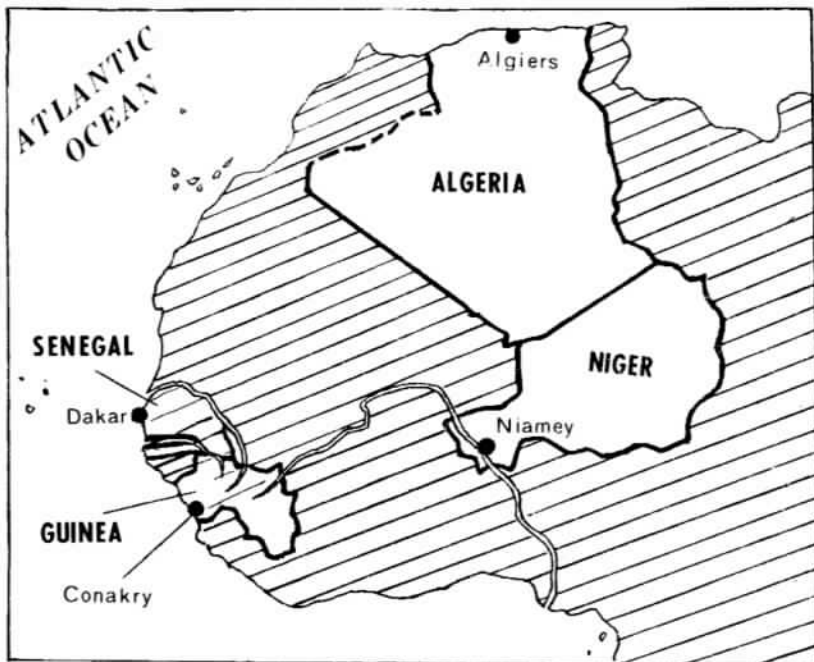 ATLANTIC
OCEAN
Algiers
ALGERIA
SENEGAL
NIGER
Dakar
Niamey
GUINEA
Conakry